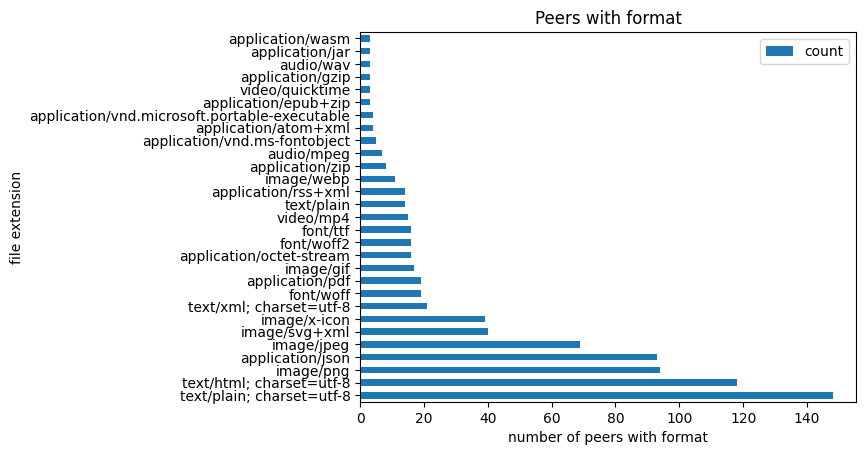 Peers with format
count
file extension
application/wasm
application/jar
audio/wav
application/gzip
video/quicktime
application/epub+zip
application/vnd.microsoft.portable-executable
application/atom+xml
application/vnd.ms-fontobject
audio/mpeg
application/zip
image/webp
application/rss+xml
text/plain
video/mp4
font/ttf
font/woff2
application/octet-stream
image/gif
application/pdf
font/woff
text/xml; charset=utf-8
image/x-icon
image/svg+xml
image/jpeg
application/json
image/png
text/html; charset=utf-8
text/plain; charset=utf-8
0 20 40 60 80 100 120 140
number of peers with format